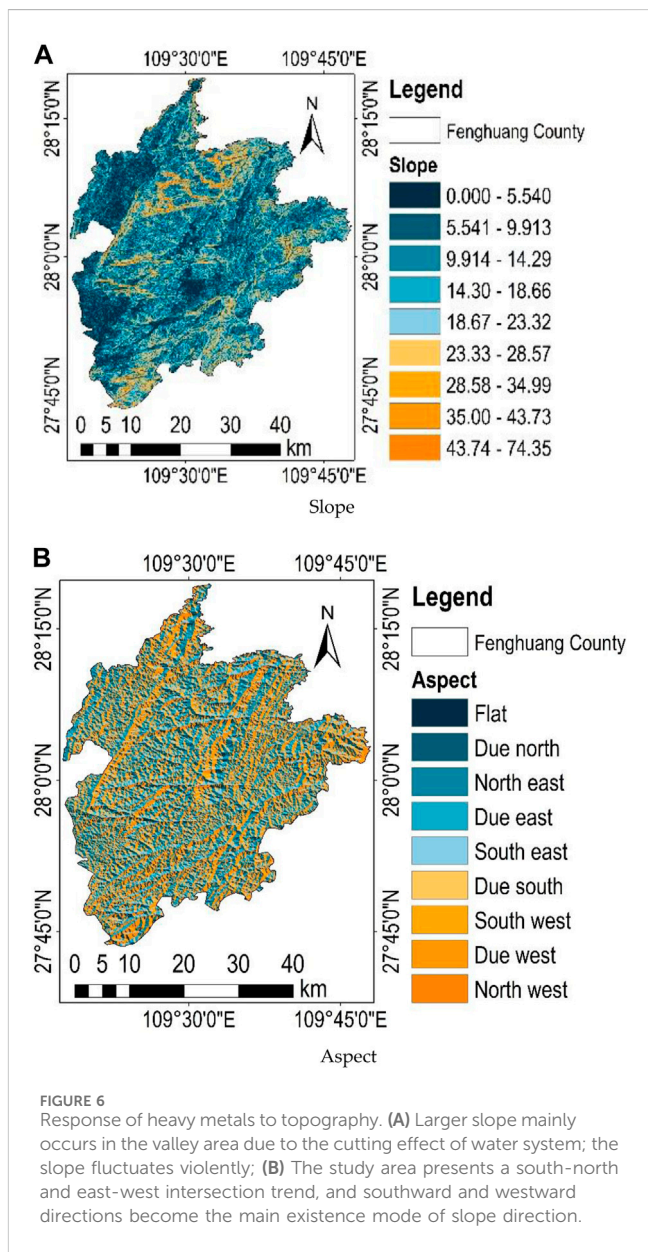 A
109°30'0"E 109°45'0"E
28°15'0"N
28°0'0"N
27°45'0"N
28°15'0"N
28°0'0"N
27°45'0"N
N
0 5 10 20 30 40
km
109°30'0"E 109°45'0"E
Legend
Fenghuang County
Slope
0.000 - 5.540
5.541 - 9.913
9.914 - 14.29
14.30 - 18.66
18.67 - 23.32
23.33 - 28.57
28.58 - 34.99
35.00 - 43.73
43.74 - 74.35
Slope
B
109°30'0"E 109°45'0"E
28°15'0"N
28°0'0"N
27°45'0"N
28°15'0"N
28°0'0"N
27°45'0"N
N
0 5 10 20 30 40
km
109°30'0"E 109°45'0"E
Legend
Fenghuang County
Aspect
Flat
Due north
North east
Due east
South east
Due south
South west
Due west
North west
Aspect
FIGURE 6
Response of heavy metals to topography. (A) Larger slope mainly
occurs in the valley area due to the cutting effect of water system; the
slope fluctuates violently; (B) The study area presents a south-north
and east-west intersection trend, and southward and westward
directions become the main existence mode of slope direction.